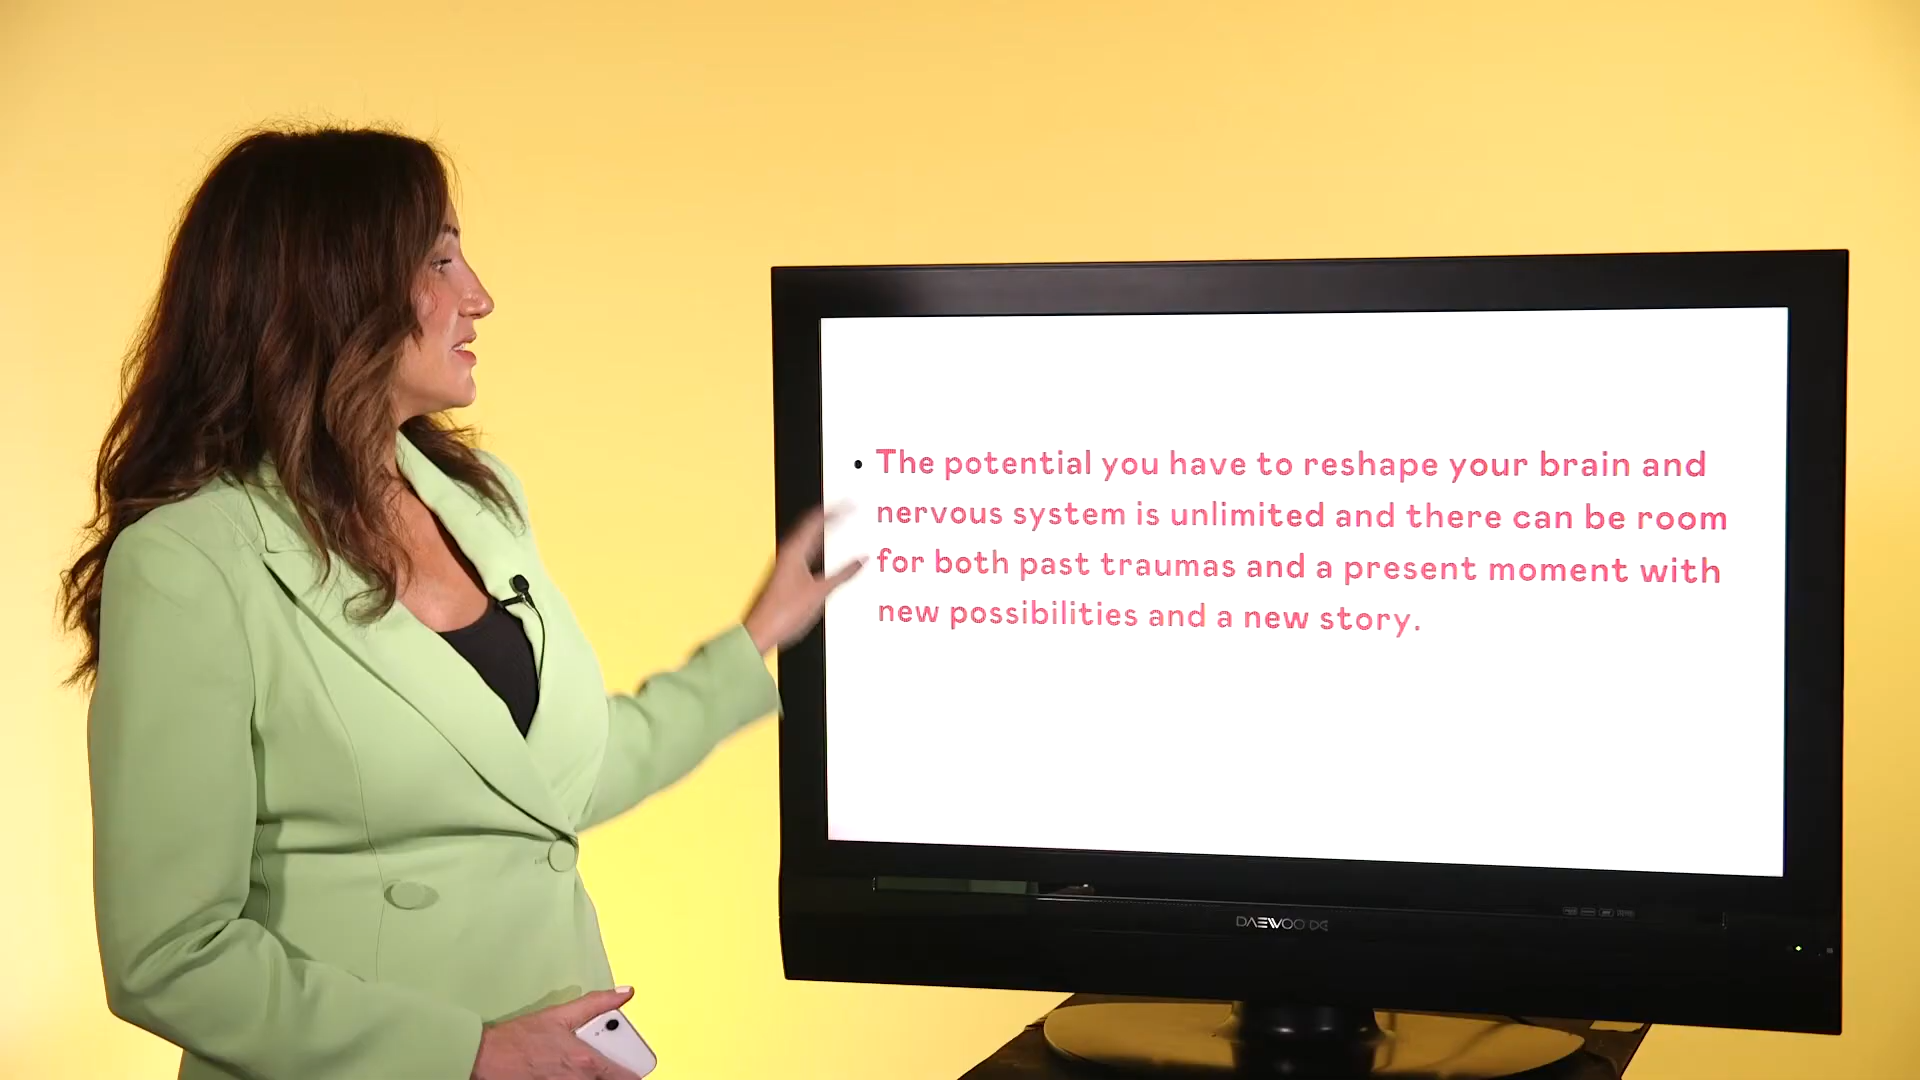 • The potential you have to reshape your brain and
nervous system is unlimited and there can be room
for both past traumas and a present moment with
new possibilities and a new story.
DAEWOO